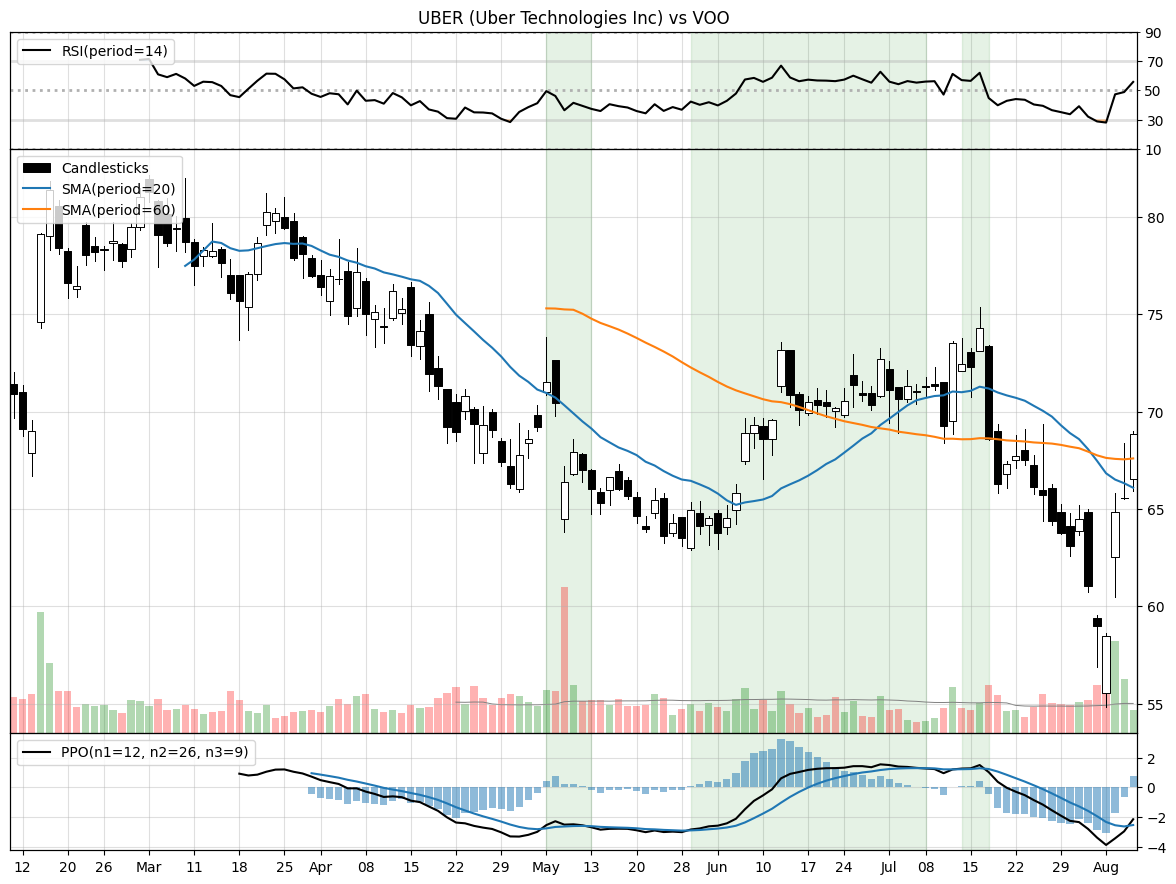 UBER (Uber Technologies Inc) vs VOO
RSI(period=14)
90
70
50
30
10
Candlesticks
SMA(period=20)
SMA(period=60)
80
75
70
65
60
55
PPO(n1=12, n2=26, n3=9)
2
0
−2
−4
12 20 26 Mar 11 18 25 Apr 08 15 22 29 May 13 20 28 Jun 10 17 24 Jul 08 15 22 29 Aug